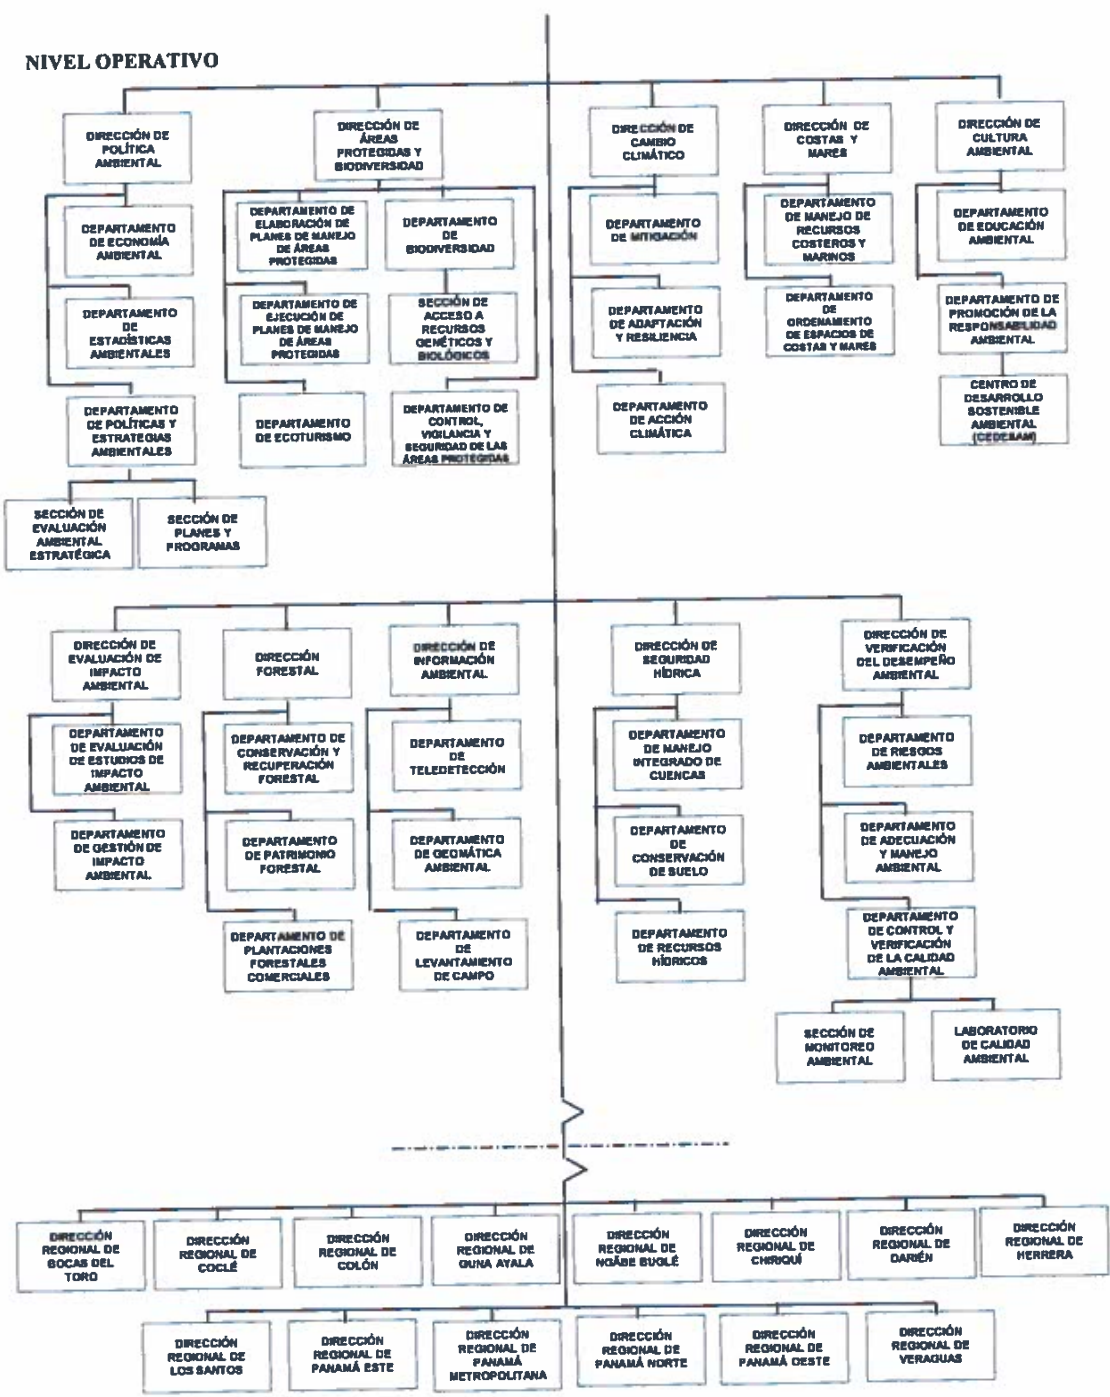 NIVEL OPERATIVO
DIRECCIÓN DE
POLÍTICA
AMBIENTAL
DIRECCIÓN DE
ÁREAS
PROTEGIDAS Y
BIODIVERSIDAD
DIRECCIÓN DE
CAMBIO
CLIMÁTICO
DIRECCIÓN DE
COSTAS Y
MARES
DIRECCIÓN DE
CULTURA
AMBIENTAL
DEPARTAMENTO
DE ECONOMÍA
AMBIENTAL
DEPARTAMENTO DE
ELABORACIÓN DE
PLANES DE MANEJO
DE ÁREAS
PROTEGIDAS
DEPARTAMENTO
DE
BIODIVERSIDAD
DEPARTAMENTO
DE MITIGACIÓN
DEPARTAMENTO
DE MANEJO DE
RECURSOS
COSTEROS Y
MARINOS
DEPARTAMENTO
DE EDUCACIÓN
AMBIENTAL
DEPARTAMENTO
DE
ESTADÍSTICAS
AMBIENTALES
DEPARTAMENTO DE
EJECUCIÓN DE
PLANES DE MANEJO
DE ÁREAS
PROTEGIDAS
SECCIÓN DE
ACCESO A
RECURSOS
GENÉTICOS Y
BIOLÓGICOS
DEPARTAMENTO
DE ADAPTACIÓN
Y RESILIENCIA
DEPARTAMENTO
DE
ORDENAMIENTO
DE ESPACIOS DE
COSTAS Y MARES
DEPARTAMENTO DE
PROMOCIÓN DE LA
RESPONSABILIDAD
AMBIENTAL
DEPARTAMENTO
DE POLÍTICAS Y
ESTRATEGIAS
AMBIENTALES
DEPARTAMENTO
DE ECOTURISMO
DEPARTAMENTO DE
CONTROL,
VIGILANCIA Y
SEGURIDAD DE LAS
ÁREAS PROTEGIDAS
DEPARTAMENTO
DE ACCIÓN
CLIMÁTICA
CENTRO DE
DESARROLLO
SOSTENIBLE
AMBIENTAL
(CEDESAM)
SECCIÓN DE
EVALUACIÓN
AMBIENTAL
ESTRATÉGICA
SECCIÓN DE
PLANES Y
PROGRAMAS
DIRECCIÓN DE
EVALUACIÓN DE
IMPACTO
AMBIENTAL
DIRECCIÓN
FORESTAL
DIRECCIÓN DE
INFORMACIÓN
AMBIENTAL
DIRECCIÓN DE
SEGURIDAD
HÍDRICA
DIRECCIÓN DE
VERIFICACIÓN
DEL DESEMPEÑO
AMBIENTAL
DEPARTAMENTO
DE EVALUACIÓN
DE ESTUDIOS DE
IMPACTO
AMBIENTAL
DEPARTAMENTO DE
CONSERVACIÓN Y
RECUPERACIÓN
FORESTAL
DEPARTAMENTO
DE
TELEDETECCIÓN
DEPARTAMENTO
DE MANEJO
INTEGRADO DE
CUENCAS
DEPARTAMENTO
DE RIESGOS
AMBIENTALES
DEPARTAMENTO
DE GESTIÓN DE
IMPACTO
AMBIENTAL
DEPARTAMENTO
DE PATRIMONIO
FORESTAL
DEPARTAMENTO
DE GEOMÁTICA
AMBIENTAL
DEPARTAMENTO
DE
CONSERVACIÓN
DE SUELO
DEPARTAMENTO
DE ADECUACIÓN
Y MANEJO
AMBIENTAL
DEPARTAMENTO DE
PLANTACIONES
FORESTALES
COMERCIALES
DEPARTAMENTO
DE
LEVANTAMIENTO
DE CAMPO
DEPARTAMENTO
DE RECURSOS
HÍDRICOS
DEPARTAMENTO
DE CONTROL Y
VERIFICACIÓN
DE LA CALIDAD
AMBIENTAL
SECCIÓN DE
MONITOREO
AMBIENTAL
LABORATORIO
DE CALIDAD
AMBIENTAL
DIRECCIÓN
REGIONAL DE
BOCAS DEL
TORO
DIRECCIÓN
REGIONAL DE
COCLÉ
DIRECCIÓN
REGIONAL DE
COLÓN
DIRECCIÓN
REGIONAL DE
GUNA AYALA
DIRECCIÓN
REGIONAL DE
NGÄBE BUGLÉ
DIRECCIÓN
REGIONAL DE
CHIRIQUÍ
DIRECCIÓN
REGIONAL DE
DARIÉN
DIRECCIÓN
REGIONAL DE
HERRERA
DIRECCIÓN
REGIONAL DE
LOS SANTOS
DIRECCIÓN
REGIONAL DE
PANAMÁ ESTE
DIRECCIÓN
REGIONAL DE
PANAMÁ
METROPOLITANA
DIRECCIÓN
REGIONAL DE
PANAMÁ NORTE
DIRECCIÓN
REGIONAL DE
PANAMÁ OESTE
DIRECCIÓN
REGIONAL DE
VERAGUAS